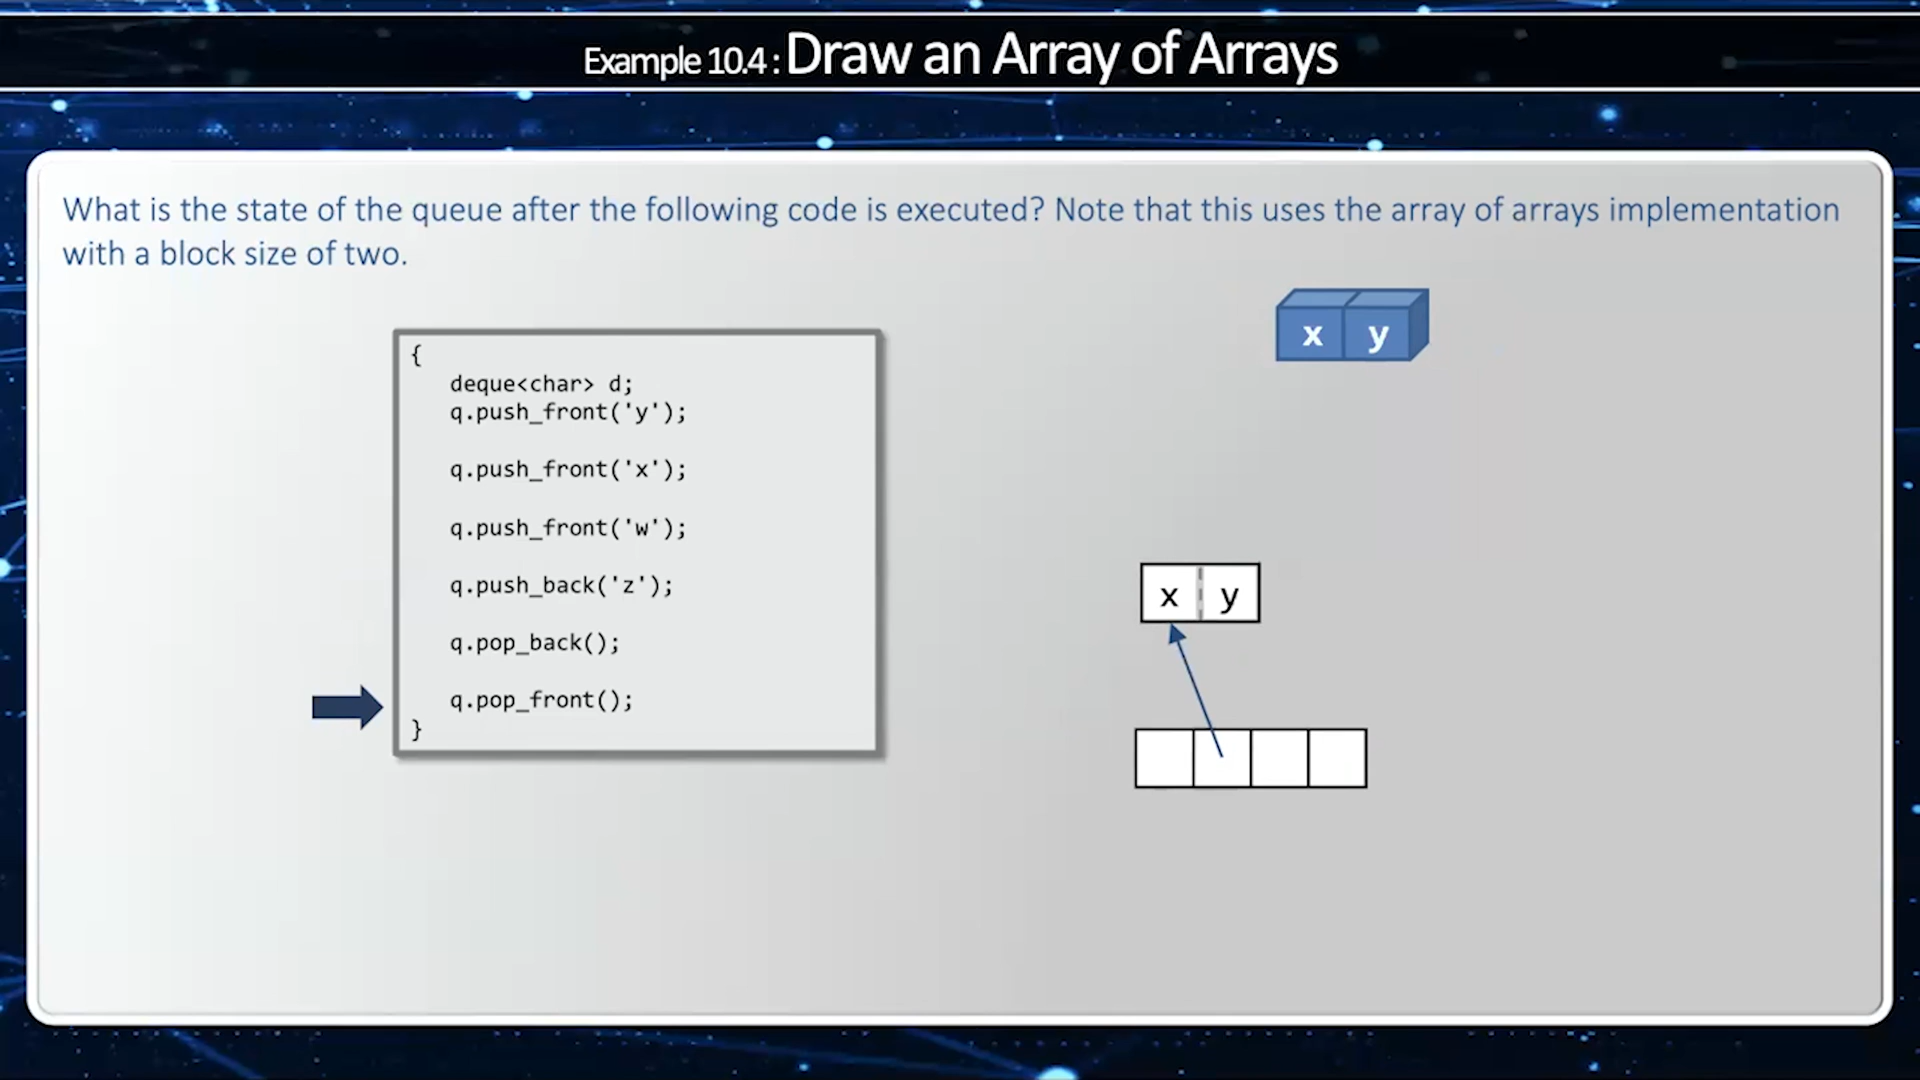 Example 10.4 : Draw an Array of Arrays
What is the state of the queue after the following code is executed? Note that this uses the array of arrays implementation
with a block size of two.
x y
{
deque<char> d;
q.push_front('y');
q.push_front('x');
q.push_front('w');
q.push_back('z');
q.pop_back();
q.pop_front();
}
x y